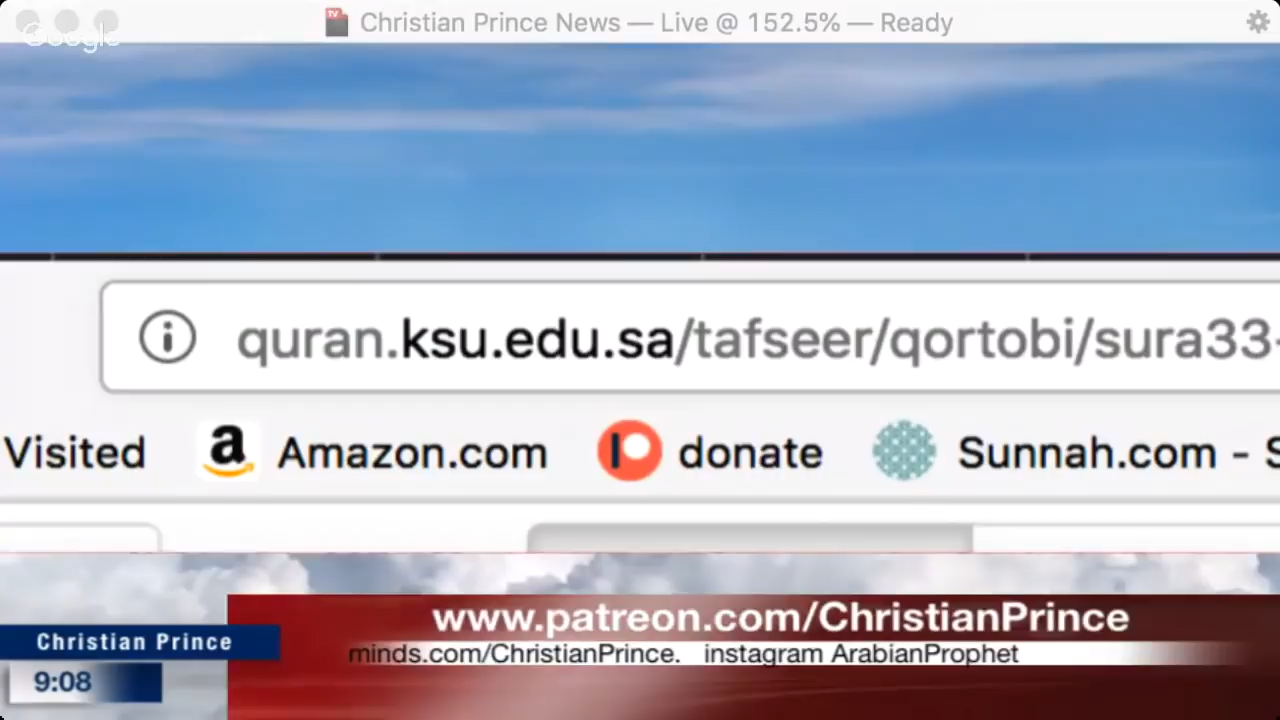 Google
Christian Prince News — Live @ 152.5% — Ready
quran.ksu.edu.sa/tafseer/qortobi/sura33-
Visited Amazon.com donate Sunnah.com - S
www.patreon.com/ChristianPrince
minds.com/ChristianPrince. instagram ArabianProphet
Christian Prince
9:08